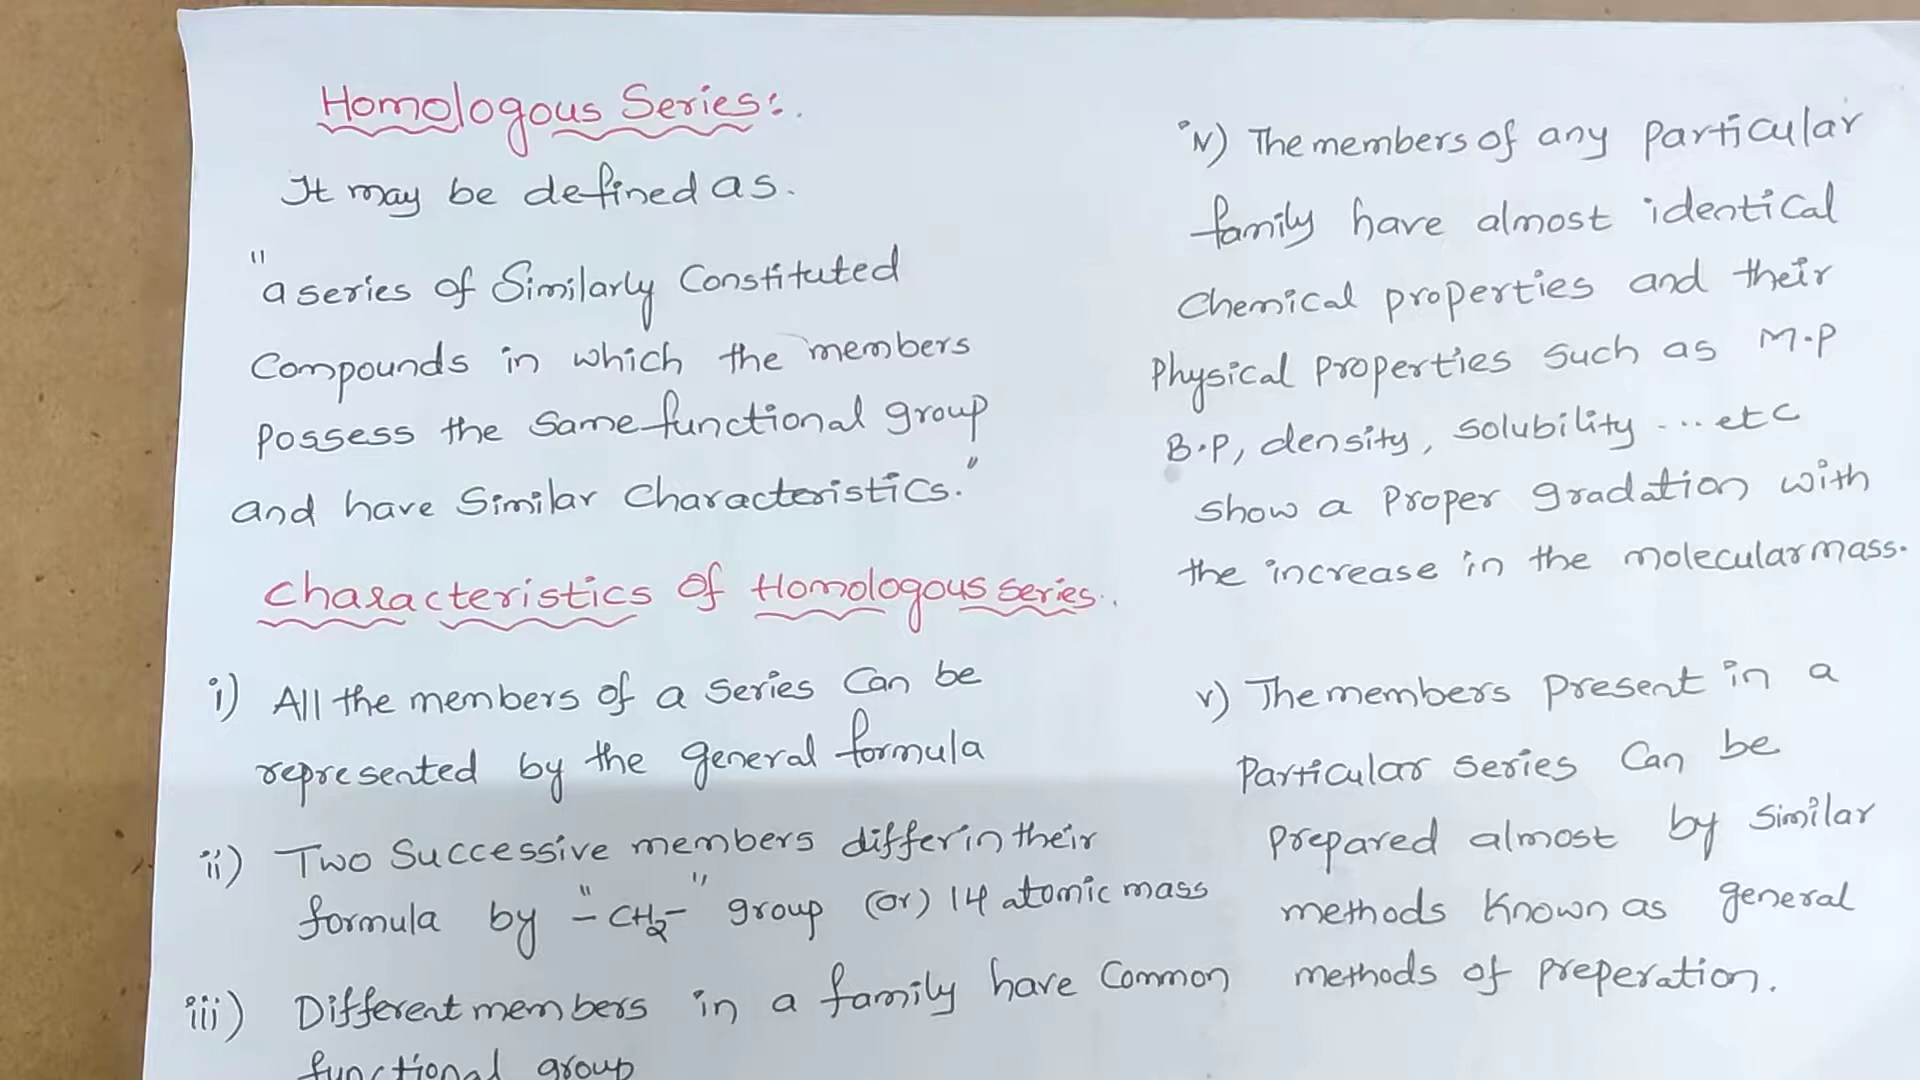 Homologous Series:.
It may be defined as.
"a series of Similarly Constituted
Compounds in which the members
Possess the same functional group
and have Similar Characteristics."
Characteristics of Homologous series.
i) All the members of a series Can be
represented by the general formula
ii) Two Successive members differ in their
formula by "-CH2-" group (or) 14 atomic mass
iii) Different members in a family have Common
functional group
iv) The members of any Particular
family have almost identical
Chemical properties and their
Physical Properties such as M.P
B.P, density, solubility ... etc
show a Proper gradation with
the increase in the molecular mass.
v) The members Present in a
Particular series Can be
Prepared almost by similar
methods Known as general
methods of Preperation.